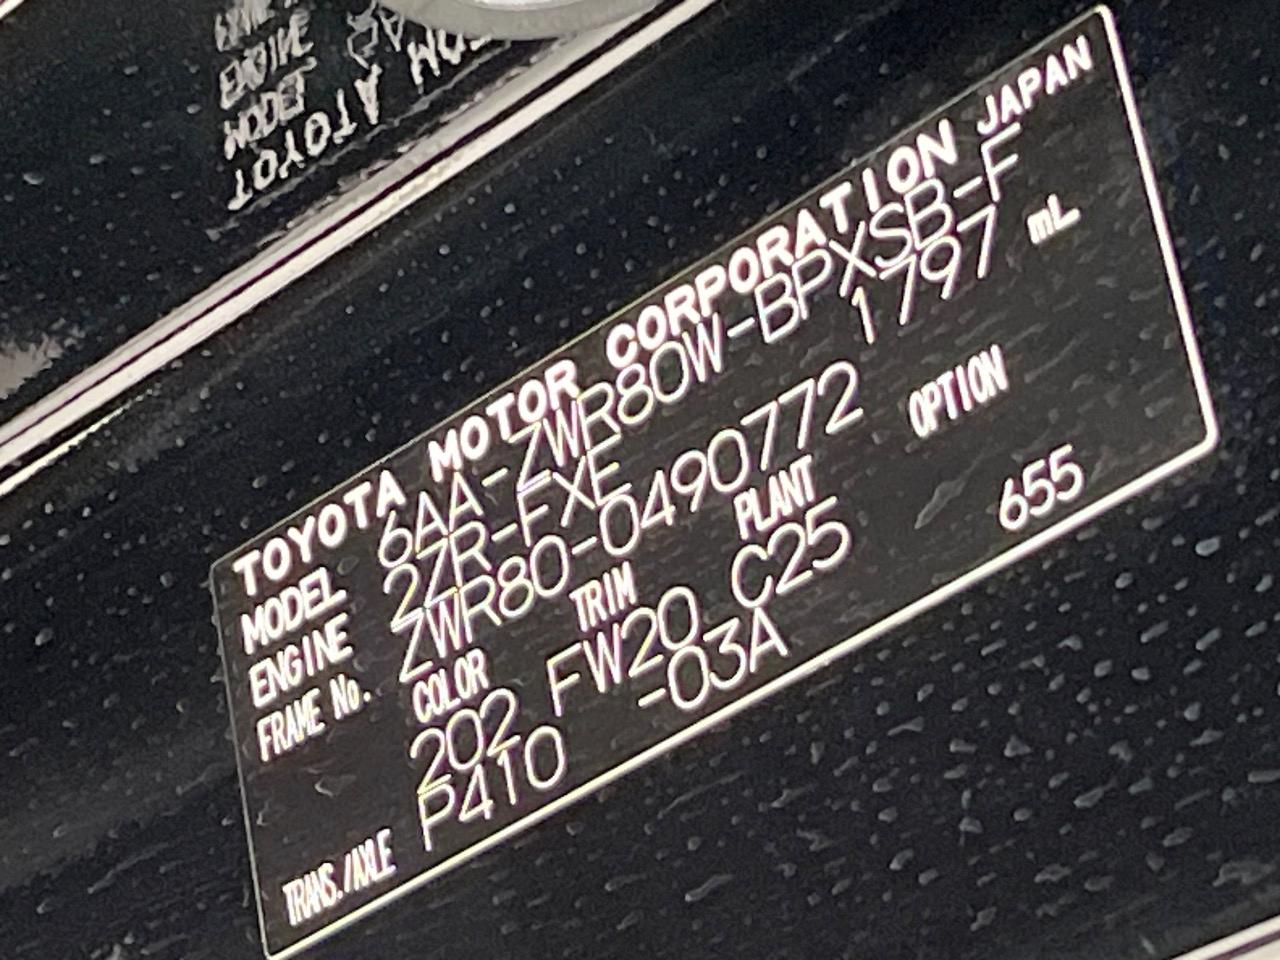 TOYOTA MOTOR CORPORATION JAPAN
MODEL 6AA-ZWR80W-BPXSB-F
ENGINE 2ZR-FXE 1797 mL
FRAME No. ZWR80-0490772
COLOR TRIM PLANT OPTION
202 FW20 C25 655
TRANS./AXLE P410 -03A
TOYOTA MO
MODEL
ENGINE